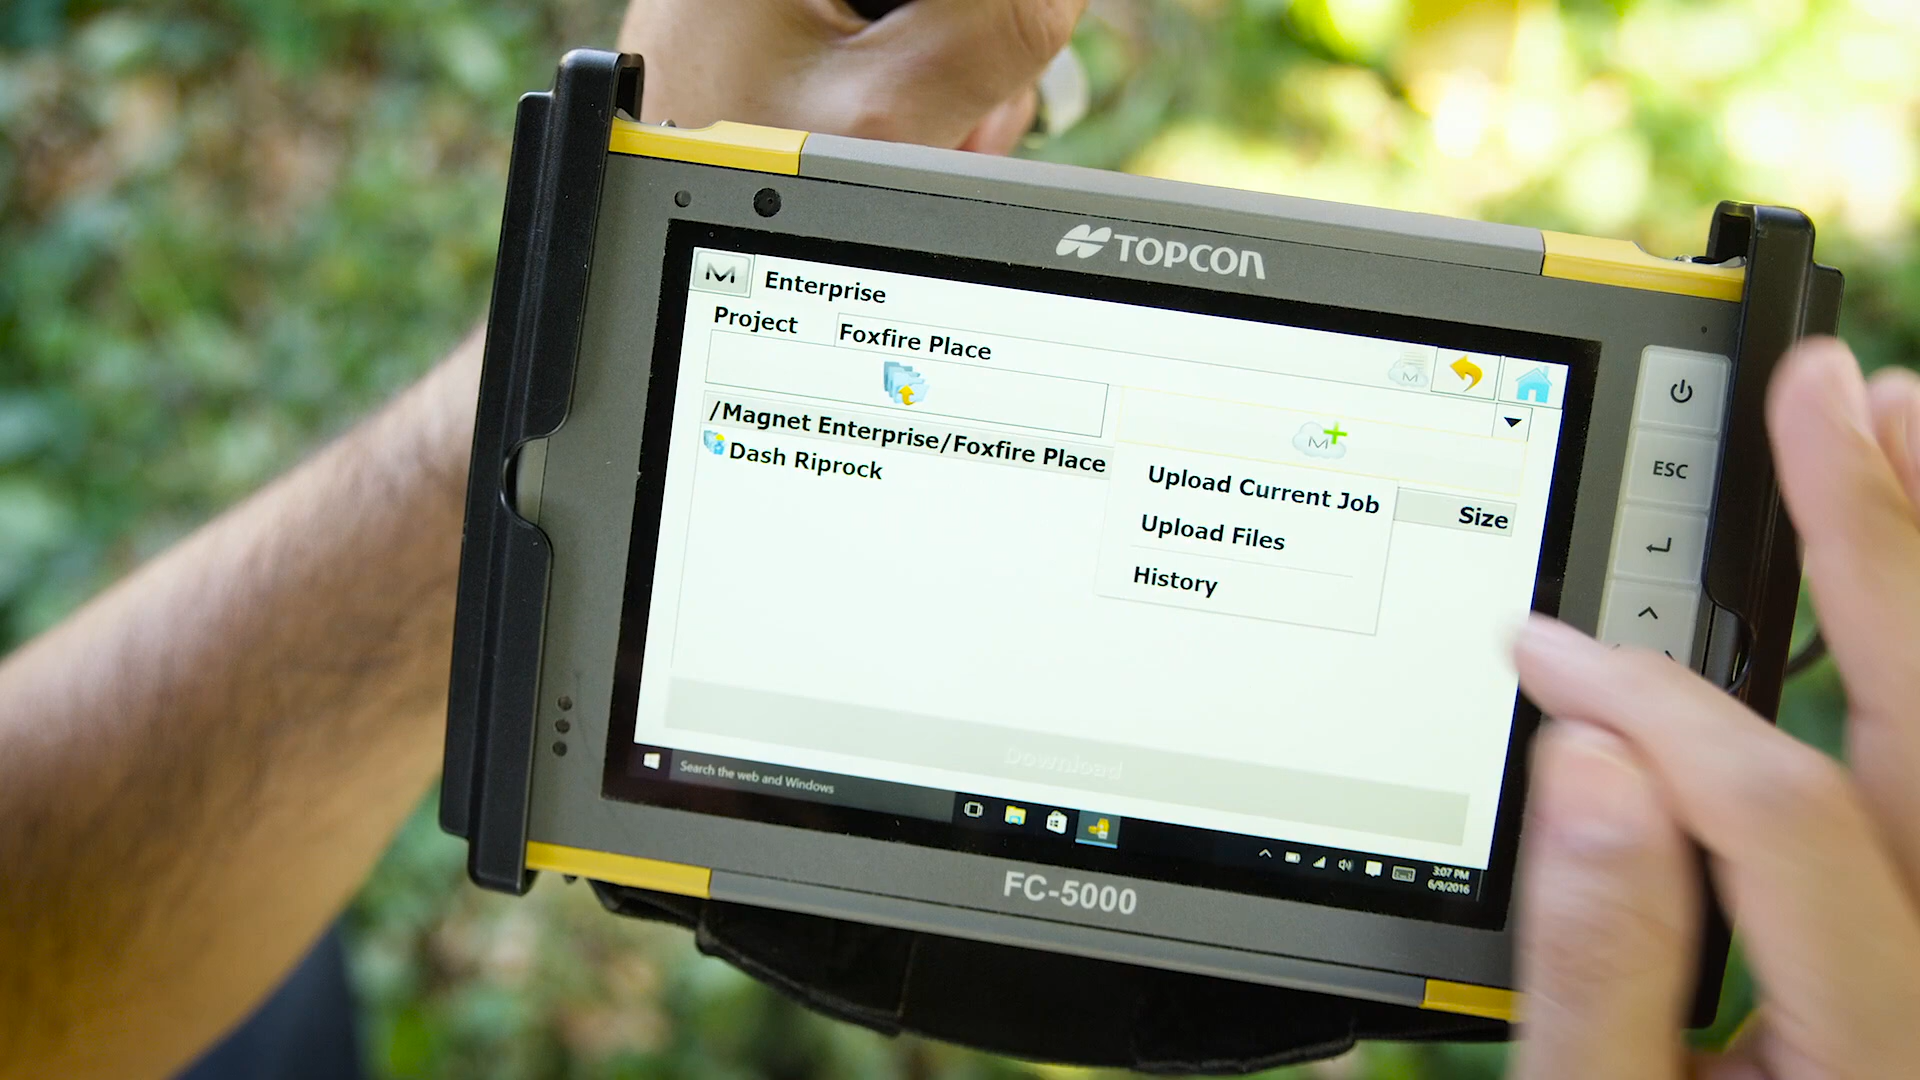 TOPCON
M
Enterprise
Project
Foxfire Place
M
M
/Magnet Enterprise/Foxfire Place
Dash Riprock
Upload Current Job
Upload Files
History
Size
Download
Search the web and Windows
3:07 PM
6/9/2016
FC-5000
ESC